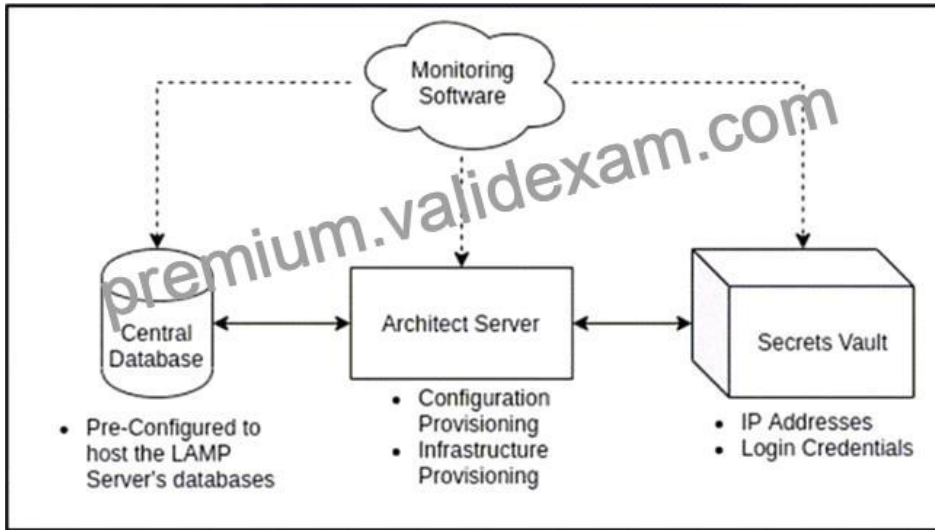 Monitoring
Software
premium.validexam.com
Central
Database
Architect Server
Secrets Vault
• Pre-Configured to
host the LAMP
Server's databases
• Configuration
Provisioning
• Infrastructure
Provisioning
• IP Addresses
• Login Credentials